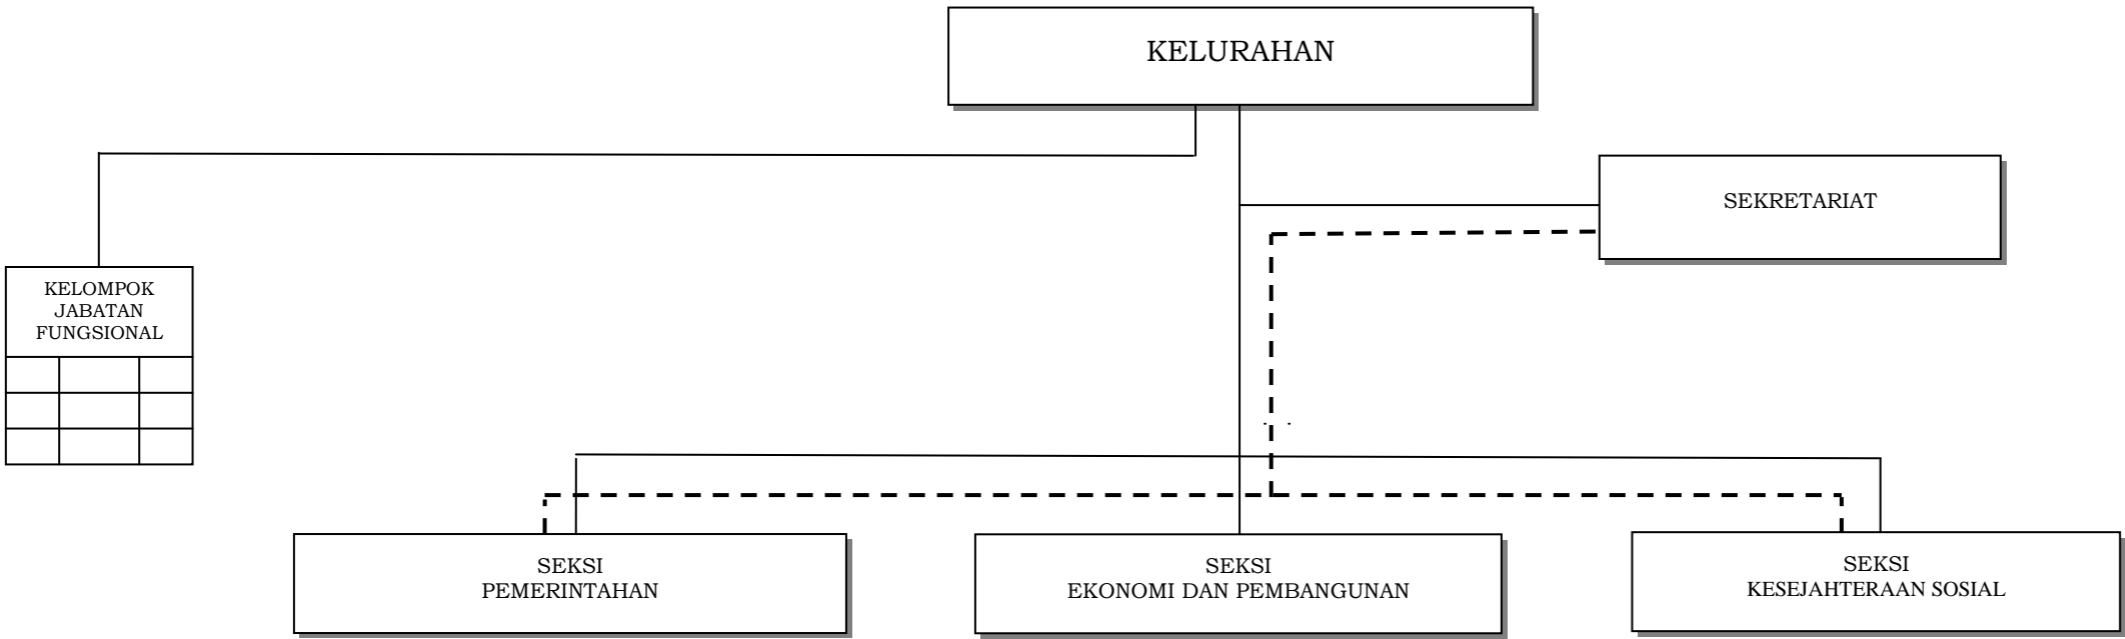 KELURAHAN
SEKRETARIAT
KELOMPOK
JABATAN
FUNGSIONAL
SEKSI
PEMERINTAHAN
SEKSI
EKONOMI DAN PEMBANGUNAN
SEKSI
KESEJAHTERAAN SOSIAL